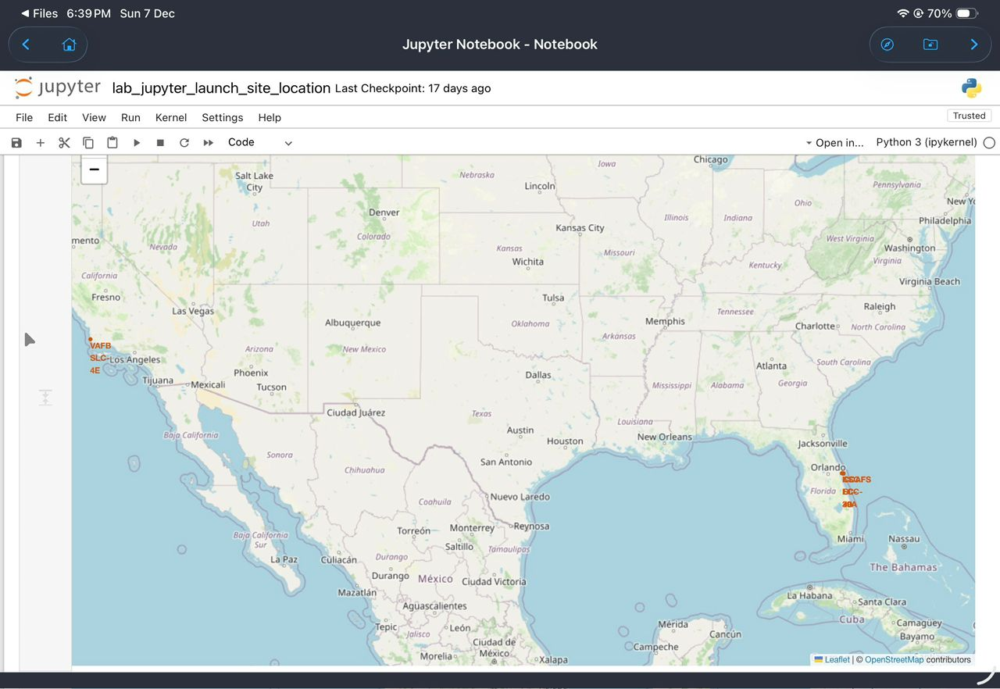 Files 6:39 PM Sun 7 Dec 70%
Jupyter Notebook - Notebook
jupyter lab_jupyter_launch_site_location Last Checkpoint: 17 days ago
File Edit View Run Kernel Settings Help Trusted
Code Open in... Python 3 (ipykernel)
−
Chicago
Iowa
Salt Lake
City
Nebraska
Lincoln
Pennsylvania
New Yo
Ohio
Denver
Utah
Colorado
Illinois
Indiana
Philadelphia
Kansas City
mento
Nevada
Kansas
Missouri
West Virginia
Washington
Wichita
Virginia
Kentucky
California
Virginia Beach
Fresno
Las Vegas
Tulsa
Raleigh
Tennessee
Albuquerque
Oklahoma
Memphis
Charlotte
North Carolina
Arkansas
VAFB
SLC-
4E
Los Angeles
Arizona
New Mexico
Phoenix
Atlanta
South Carolina
Dallas
Tijuana
Mexicali
Tucson
Mississippi
Alabama
Georgia
Ciudad Juárez
Texas
Louisiana
Austin
Houston
New Orleans
Baja California
Jacksonville
Sonora
San Antonio
Chihuahua
Orlando
Florida
Nuevo Laredo
Coahuila
Torreón
Monterrey
Reynosa
Baja California
Sur
Saltillo
Tamaulipas
Miami
Nassau
La Paz
Culiacán
Durango
The Bahamas
Durango
México
Ciudad Victoria
Mazatlán
La Habana
Santa Clara
Aguascalientes
Cuba
Camagüey
Tepic
León
Mérida
Cancún
Jalisco
Bayamo
Ciudad de
México
Campeche
Morelia
Xalapa
Leaflet | © OpenStreetMap contributors